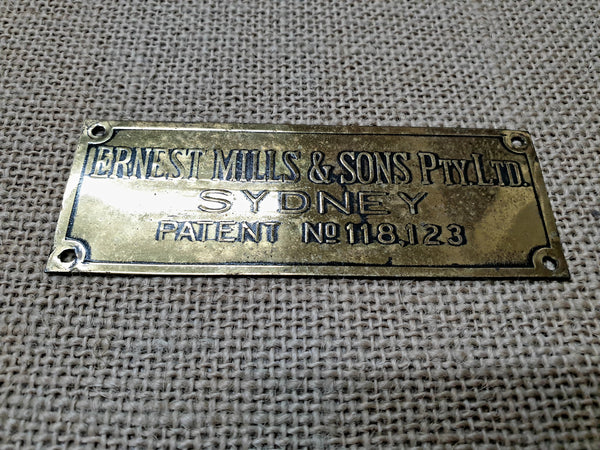 ERNEST MILLS & SONS PTY. LTD.
SYDNEY
PATENT No 118,123